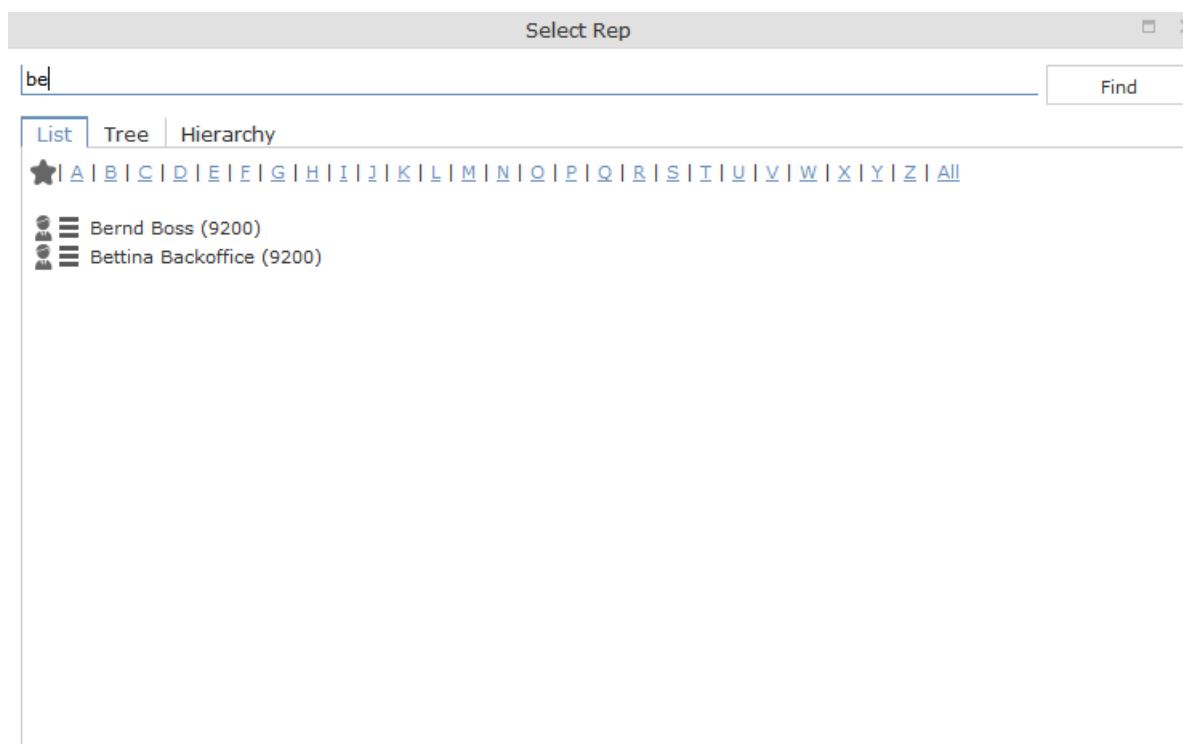 Select Rep
be
Find
List Tree Hierarchy
| A | B | C | D | E | F | G | H | I | J | K | L | M | N | O | P | Q | R | S | T | U | V | W | X | Y | Z | All
Bernd Boss (9200)
Bettina Backoffice (9200)